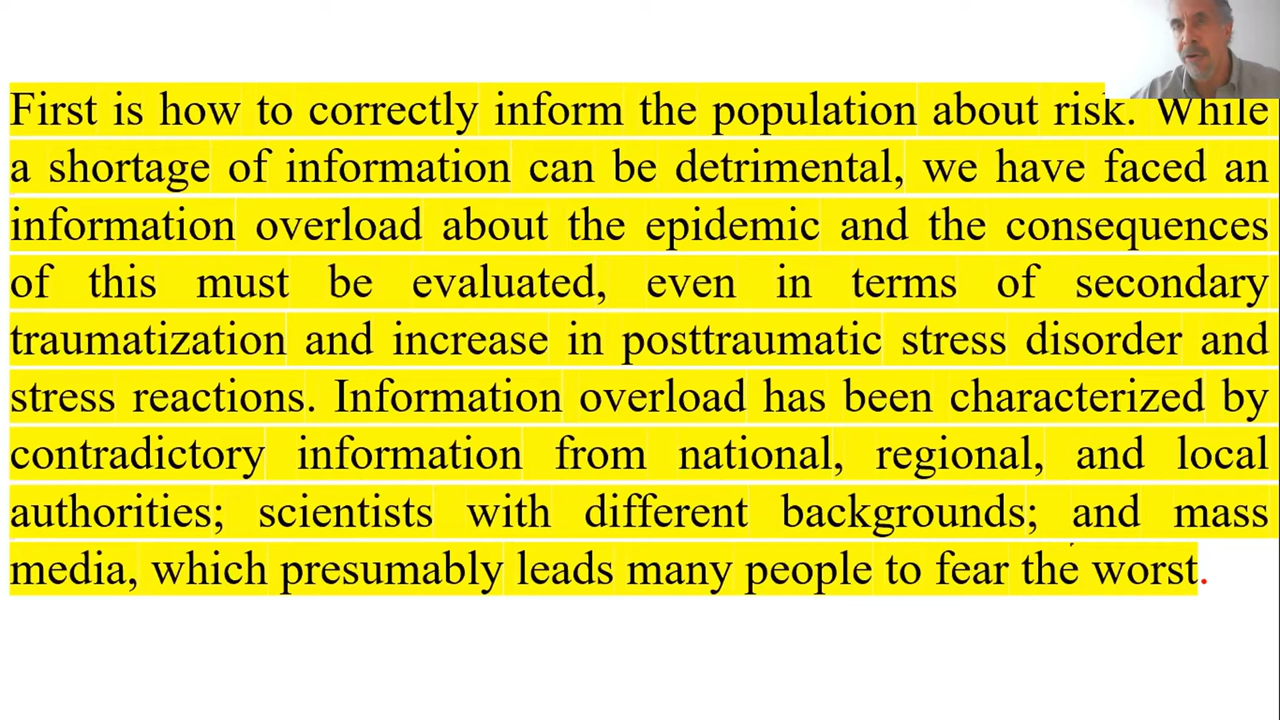 First is how to correctly inform the population about risk. While
a shortage of information can be detrimental, we have faced an
information overload about the epidemic and the consequences
of this must be evaluated, even in terms of secondary
traumatization and increase in posttraumatic stress disorder and
stress reactions. Information overload has been characterized by
contradictory information from national, regional, and local
authorities; scientists with different backgrounds; and mass
media, which presumably leads many people to fear the worst.